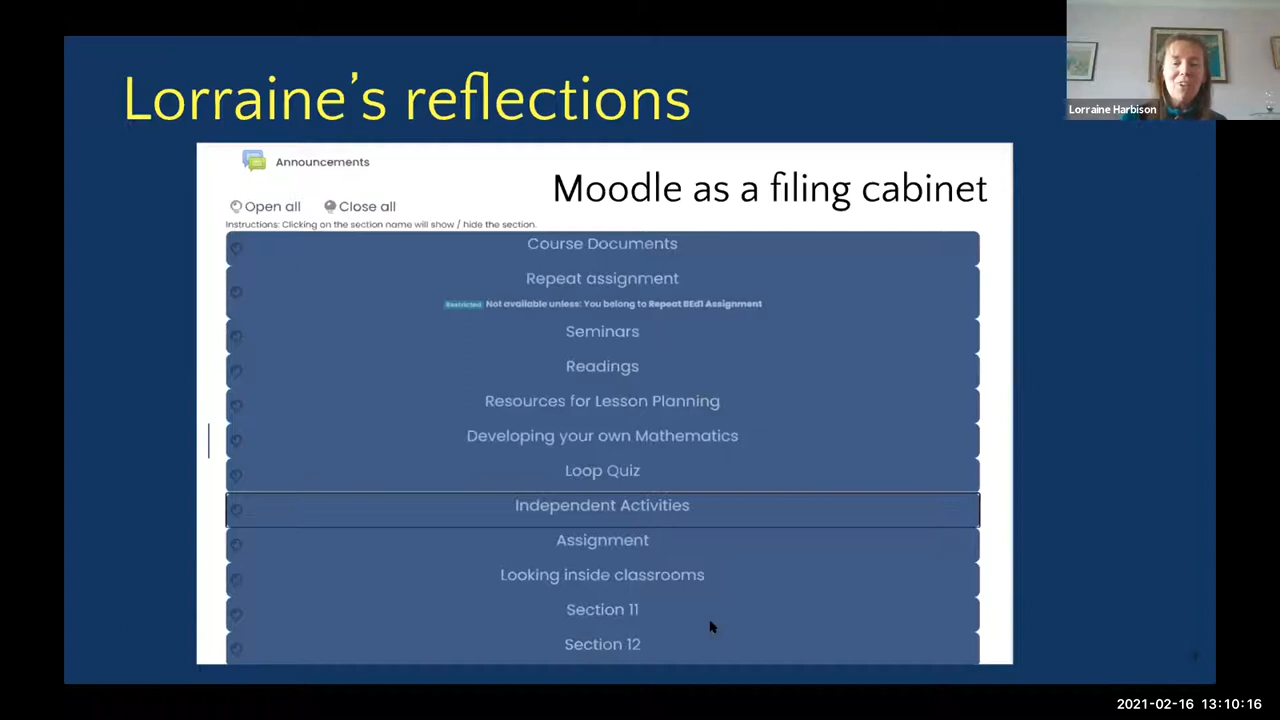 Lorraine's reflections
Lorraine Harbison
Announcements
Moodle as a filing cabinet
Open all
Close all
Instructions: Clicking on the section name will show / hide the section.
Course Documents
Repeat assignment
Restricted Not available unless: You belong to Repeat BEd1 Assignment
Seminars
Readings
Resources for Lesson Planning
Developing your own Mathematics
Loop Quiz
Independent Activities
Assignment
Looking inside classrooms
Section 11
Section 12
2021-02-16 13:10:16